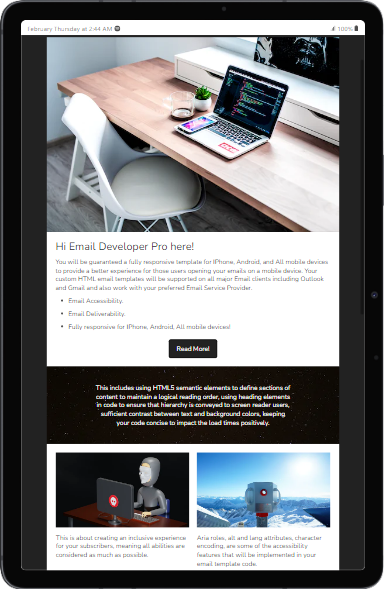 February Thursday at 2:44 AM
100%
Hi Email Developer Pro here!
You will be guaranteed a fully responsive template for IPhone, Android, and All mobile devices
to provide a better experience for those users opening your emails on a mobile device. Your
custom HTML email templates will be supported on all major Email clients including Outlook
and Gmail and also work with your preferred Email Service Provider.
• Email Accessibility.
• Email Deliverability.
• Fully responsive for IPhone, Android, All mobile devices!
Read More!
This includes using HTML5 semantic elements to define sections of
content to maintain a logical reading order, using heading elements
in code to ensure that hierarchy is conveyed to screen reader users,
sufficient contrast between text and background colors, keeping
your code concise to impact the load times positively.
This is about creating an inclusive experience
for your subscribers, meaning all abilities are
considered as much as possible.
Aria roles, alt and lang attributes, character
encoding, are some of the accessibility
features that will be implemented in your
email template code.